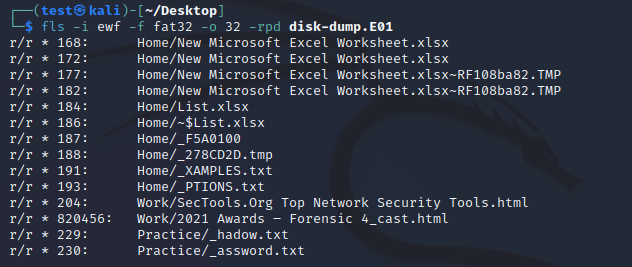 ┌──(test㉿kali)-[~/Desktop]
└─$ fls -i ewf -f fat32 -o 32 -rpd disk-dump.E01
r/r * 168:      Home/New Microsoft Excel Worksheet.xlsx
r/r * 172:      Home/New Microsoft Excel Worksheet.xlsx
r/r * 177:      Home/New Microsoft Excel Worksheet.xlsx~RF108ba82.TMP
r/r * 182:      Home/New Microsoft Excel Worksheet.xlsx~RF108ba82.TMP
r/r * 184:      Home/List.xlsx
r/r * 186:      Home/~$List.xlsx
r/r * 187:      Home/_F5A0100
r/r * 188:      Home/_278CD2D.tmp
r/r * 191:      Home/_XAMPLES.txt
r/r * 193:      Home/_PTIONS.txt
r/r * 204:      Work/SecTools.Org Top Network Security Tools.html
r/r * 820456:   Work/2021 Awards – Forensic 4_cast.html
r/r * 229:      Practice/_hadow.txt
r/r * 230:      Practice/_assword.txt